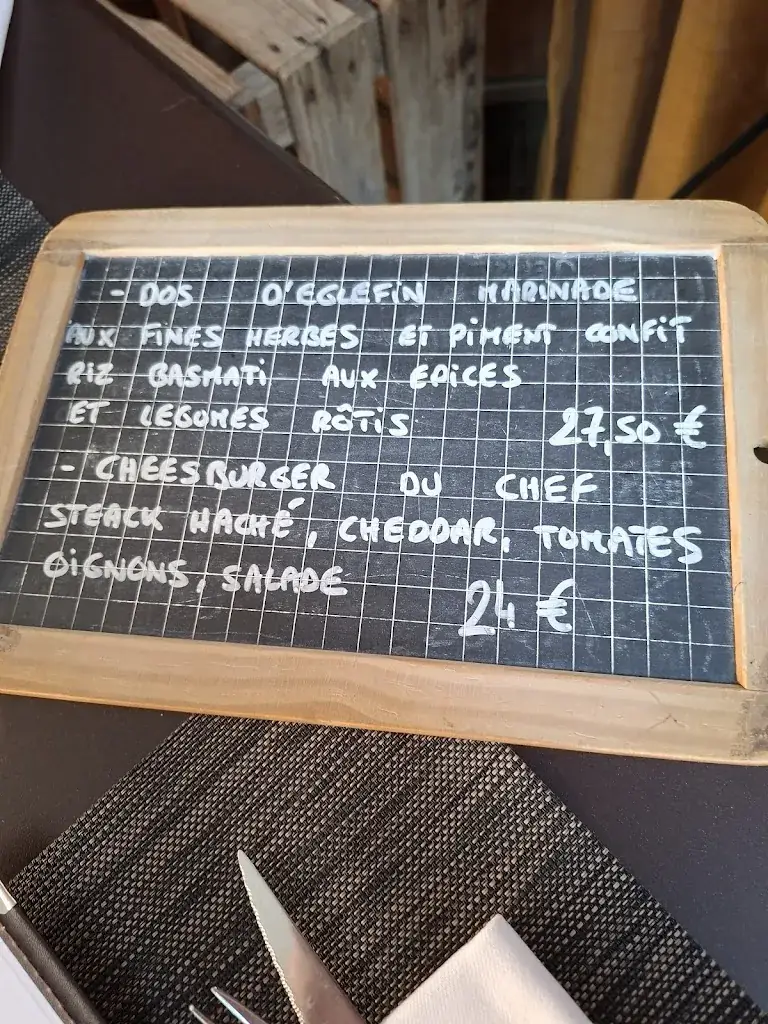 - DOS D'EGLEFIN MARINADE
AUX FINES HERBES ET PIMENT CONFIT
RIZ BASMATI AUX EPICES
ET LEGUMES RÔTIS 27,50 €
- CHEESBURGER DU CHEF
STEACK HACHÉ, CHEDDAR, TOMATES
OIGNONS, SALADE 24 €